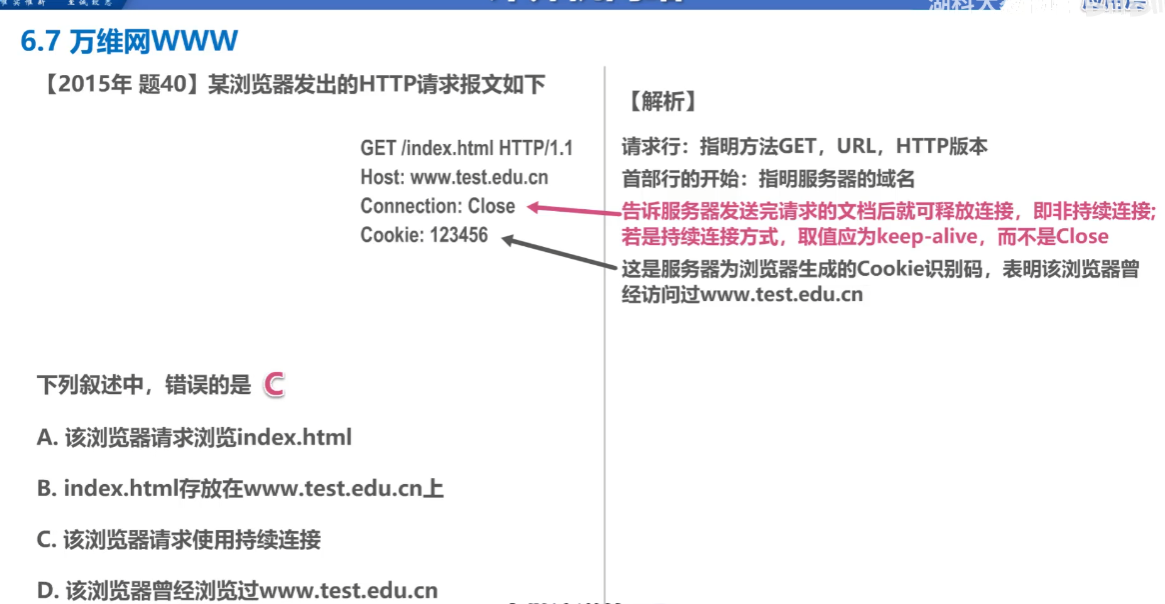 6.7 万维网WWW
【2015年 题40】某浏览器发出的HTTP请求报文如下
GET /index.html HTTP/1.1
Host: www.test.edu.cn
Connection: Close
Cookie: 123456
下列叙述中，错误的是 C
A. 该浏览器请求浏览index.html
B. index.html存放在www.test.edu.cn上
C. 该浏览器请求使用持续连接
D. 该浏览器曾经浏览过www.test.edu.cn
【解析】
请求行：指明方法GET，URL，HTTP版本
首部行的开始：指明服务器的域名
告诉服务器发送完请求的文档后就可释放连接，即非持续连接;
若是持续连接方式，取值应为keep-alive，而不是Close
这是服务器为浏览器生成的Cookie识别码，表明该浏览器曾
经访问过www.test.edu.cn